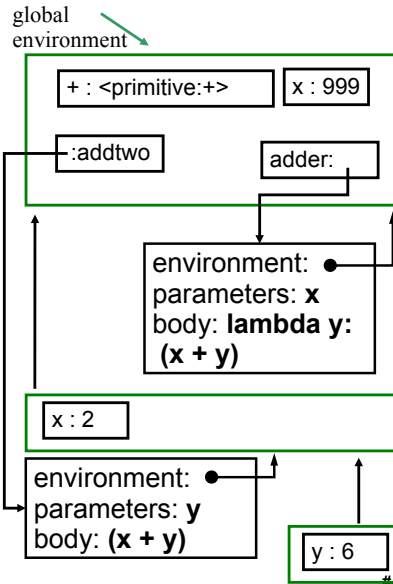 global
environment
+ : <primitive:+>
x : 999
:addtwo
adder:
environment:
parameters: x
body: lambda y:
(x + y)
x : 2
environment:
parameters: y
body: (x + y)
y : 6
#